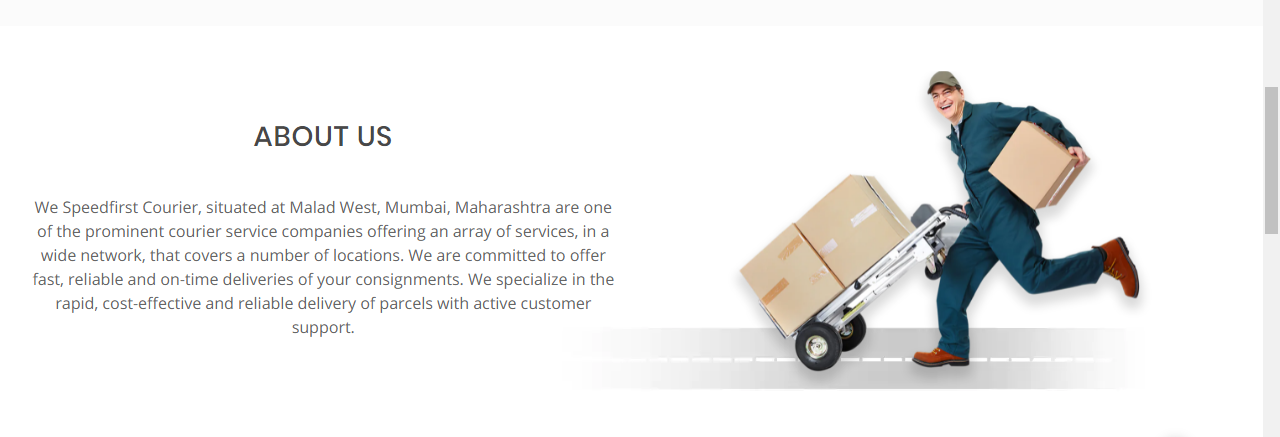 ABOUT US
We Speedfirst Courier, situated at Malad West, Mumbai, Maharashtra are one
of the prominent courier service companies offering an array of services, in a
wide network, that covers a number of locations. We are committed to offer
fast, reliable and on-time deliveries of your consignments. We specialize in the
rapid, cost-effective and reliable delivery of parcels with active customer
support.